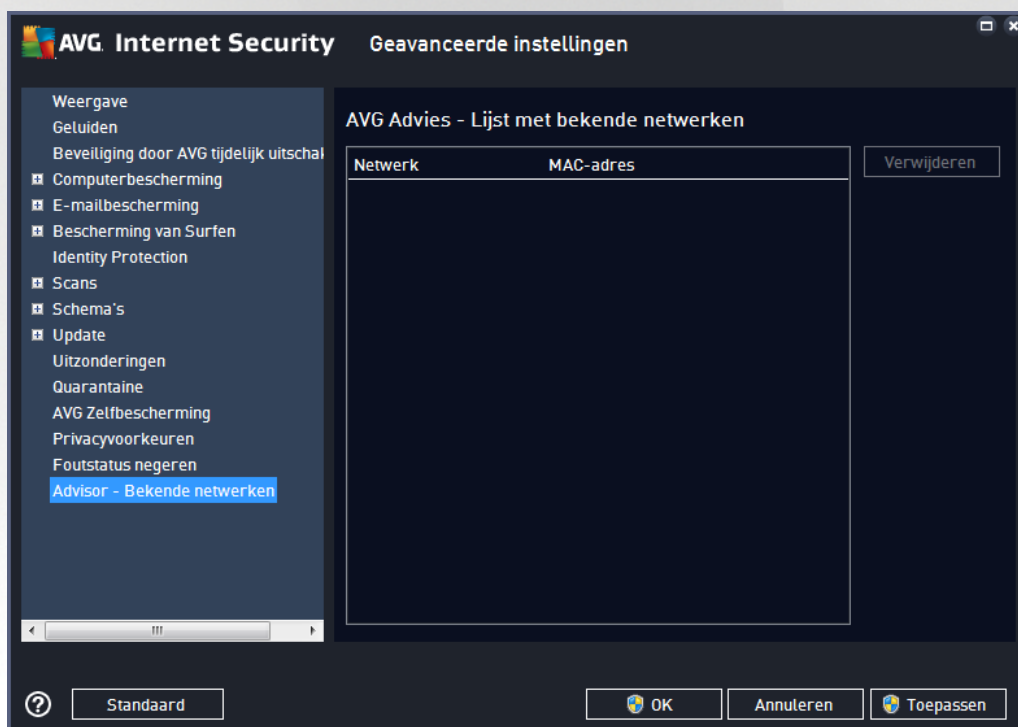 AVG Internet Security Geavanceerde instellingen
Weergave
Geluiden
Beveiliging door AVG tijdelijk uitschal
Computerbescherming
E-mailbescherming
Bescherming van Surfen
Identity Protection
Scans
Schema's
Update
Uitzonderingen
Quarantaine
AVG Zelfbescherming
Privacyvoorkeuren
Foutstatus negeren
Advisor - Bekende netwerken
AVG Advies - Lijst met bekende netwerken
Netwerk MAC-adres
Verwijderen
Standaard
OK
Annuleren
Toepassen